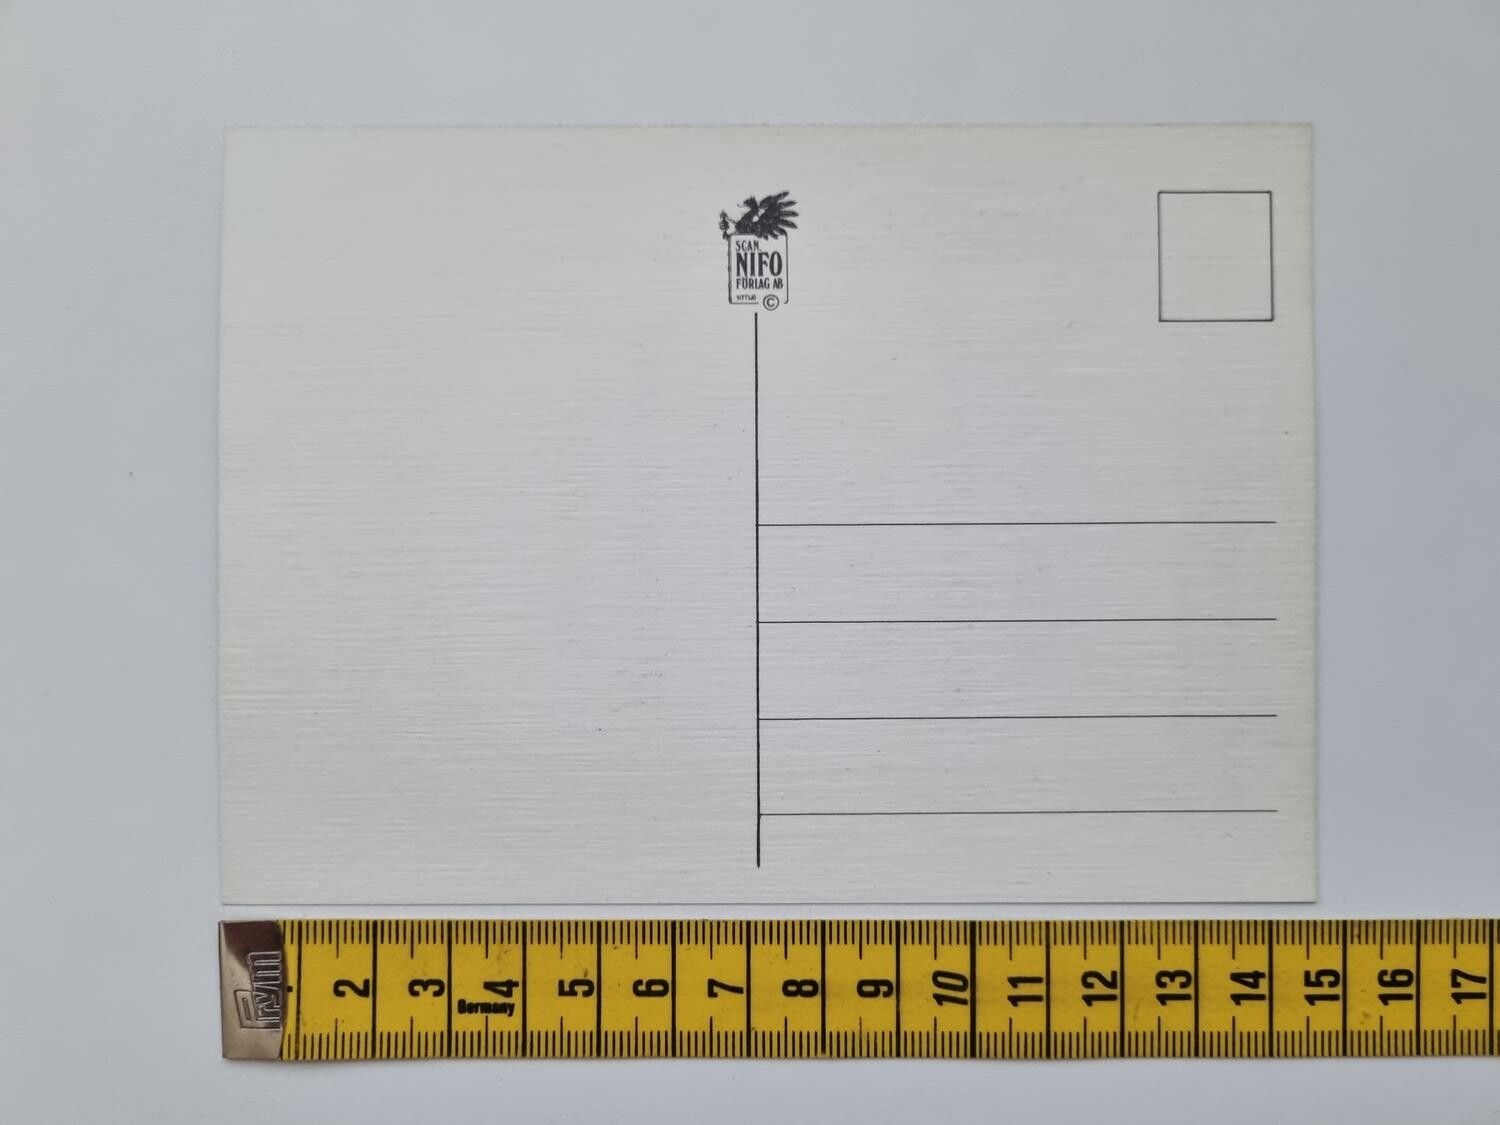 SCAN.
NIFO
FÖRLAG AB
©
Prym
2 3 4 5 6 7 8 9 10 11 12 13 14 15 16 17
Germany